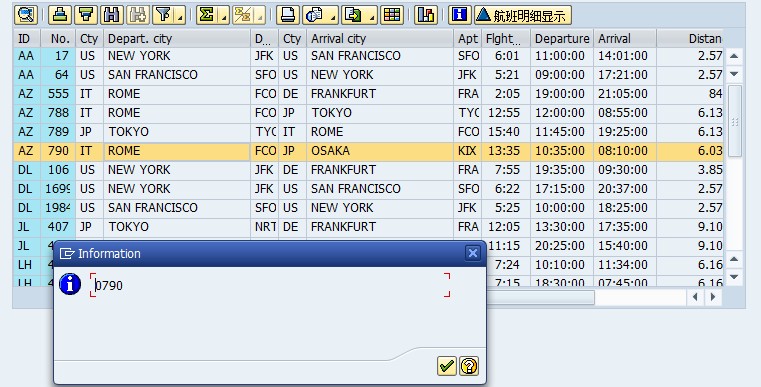 航班明细显示
ID No. Cty Depart. city D... Cty Arrival city Apt Flght... Departure Arrival Distan
AA 17 US NEW YORK JFK US SAN FRANCISCO SFO 6:01 11:00:00 14:01:00 2.57
AA 64 US SAN FRANCISCO SFO US NEW YORK JFK 5:21 09:00:00 17:21:00 2.57
AZ 555 IT ROME FCO DE FRANKFURT FRA 2:05 19:00:00 21:05:00 84
AZ 788 IT ROME FCO JP TOKYO TYO 12:55 12:00:00 08:55:00 6.13
AZ 789 JP TOKYO TYO IT ROME FCO 15:40 11:45:00 19:25:00 6.13
AZ 790 IT ROME FCO JP OSAKA KIX 13:35 10:35:00 08:10:00 6.03
DL 106 US NEW YORK JFK DE FRANKFURT FRA 7:55 19:35:00 09:30:00 3.85
DL 1699 US NEW YORK JFK US SAN FRANCISCO SFO 6:22 17:15:00 20:37:00 2.57
DL 1984 US SAN FRANCISCO SFO US NEW YORK JFK 5:25 10:00:00 18:25:00 2.57
JL 407 JP TOKYO NRT DE FRANKFURT FRA 12:05 13:30:00 17:35:00 9.10
JL 4 11:15 20:25:00 15:40:00 9.10
LH 4 7:24 10:10:00 11:34:00 6.16
LH 4 7:15 18:30:00 07:45:00 6.16
Information
0790